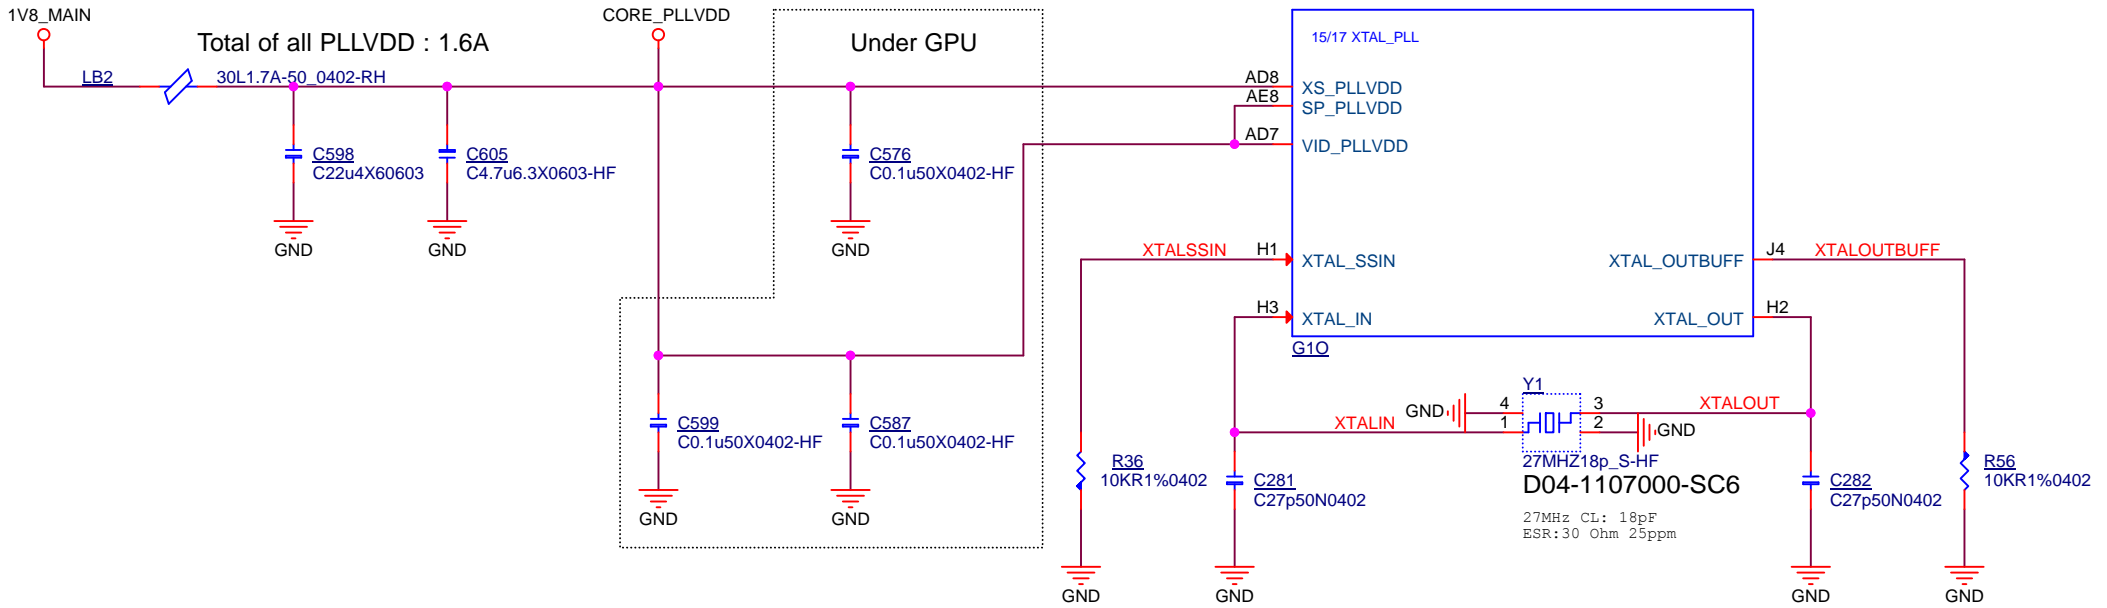 1V8_MAIN
CORE_PLLVDD
Total of all PLLVDD : 1.6A
Under GPU
15/17 XTAL_PLL
LB2
30L1.7A-50_0402-RH
AD8
XS_PLLVDD
AE8
SP_PLLVDD
AD7
VID_PLLVDD
C598
C22u4X60603
C605
C4.7u6.3X0603-HF
C576
C0.1u50X0402-HF
GND
GND
GND
XTALSSIN
H1
XTAL_SSIN
XTAL_OUTBUFF
J4
XTALOUTBUFF
H3
XTAL_IN
XTAL_OUT
H2
G1O
C599
C0.1u50X0402-HF
C587
C0.1u50X0402-HF
GND
GND
Y1
GND
4
3
XTALOUT
XTALIN
1
2
GND
27MHZ18p_S-HF
D04-1107000-SC6
27MHz CL: 18pF
ESR:30 Ohm 25ppm
R36
10KR1%0402
C281
C27p50N0402
C282
C27p50N0402
R56
10KR1%0402
GND
GND
GND
GND